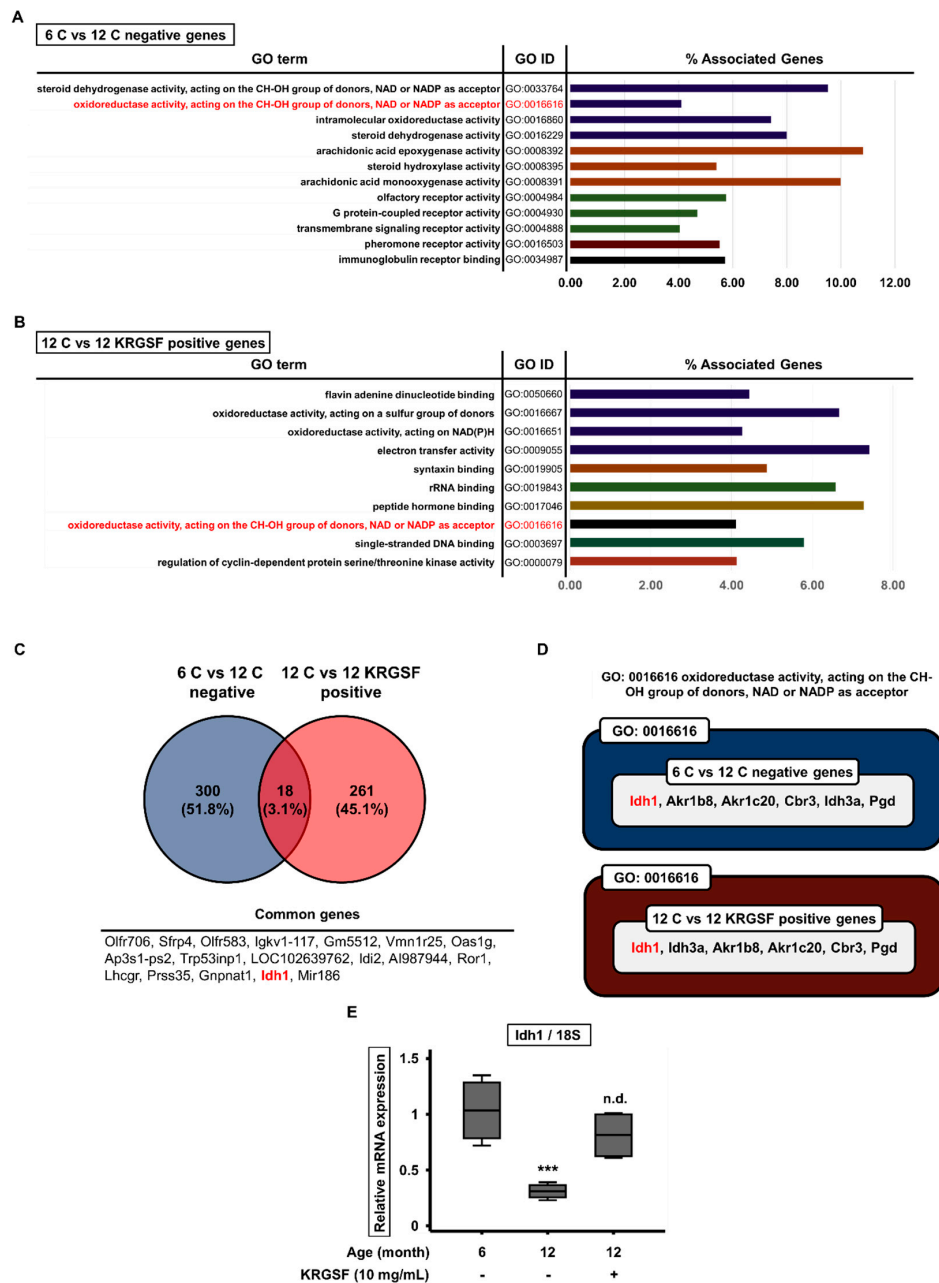 A
6 C vs 12 C negative genes
GO term GO ID % Associated Genes
steroid dehydrogenase activity, acting on the CH-OH group of donors, NAD or NADP as acceptor GO:0033764
oxidoreductase activity, acting on the CH-OH group of donors, NAD or NADP as acceptor GO:0016616
intramolecular oxidoreductase activity GO:0016860
steroid dehydrogenase activity GO:0016229
arachidonic acid epoxygenase activity GO:0008392
steroid hydroxylase activity GO:0008395
arachidonic acid monooxygenase activity GO:0008391
olfactory receptor activity GO:0004984
G protein-coupled receptor activity GO:0004930
transmembrane signaling receptor activity GO:0004888
pheromone receptor activity GO:0016503
immunoglobulin receptor binding GO:0034987
0.00 2.00 4.00 6.00 8.00 10.00 12.00
B
12 C vs 12 KRGSF positive genes
GO term GO ID % Associated Genes
flavin adenine dinucleotide binding GO:0050660
oxidoreductase activity, acting on a sulfur group of donors GO:0016667
oxidoreductase activity, acting on NAD(P)H GO:0016651
electron transfer activity GO:0009055
syntaxin binding GO:0019905
rRNA binding GO:0019843
peptide hormone binding GO:0017046
oxidoreductase activity, acting on the CH-OH group of donors, NAD or NADP as acceptor GO:0016616
single-stranded DNA binding GO:0003697
regulation of cyclin-dependent protein serine/threonine kinase activity GO:0000079
0.00 2.00 4.00 6.00 8.00
C
6 C vs 12 C
negative
12 C vs 12 KRGSF
positive
300
(51.8%)
18
(3.1%)
261
(45.1%)
Common genes
Olfr706, Sfrp4, Olfr583, Igkv1-117, Gm5512, Vmn1r25, Oas1g,
Ap3s1-ps2, Trp53inp1, LOC102639762, Idi2, AI987944, Ror1,
Lhcgr, Prss35, Gnpnat1, Idh1, Mir186
D
GO: 0016616 oxidoreductase activity, acting on the CH-
OH group of donors, NAD or NADP as acceptor
GO: 0016616
6 C vs 12 C negative genes
Idh1, Akr1b8, Akr1c20, Cbr3, Idh3a, Pgd
GO: 0016616
12 C vs 12 KRGSF positive genes
Idh1, Idh3a, Akr1b8, Akr1c20, Cbr3, Pgd
E
Idh1 / 18S
Relative mRNA expression
1.5
1
0.5
0
***
n.d.
Age (month) 6 12 12
KRGSF (10 mg/mL) - - +